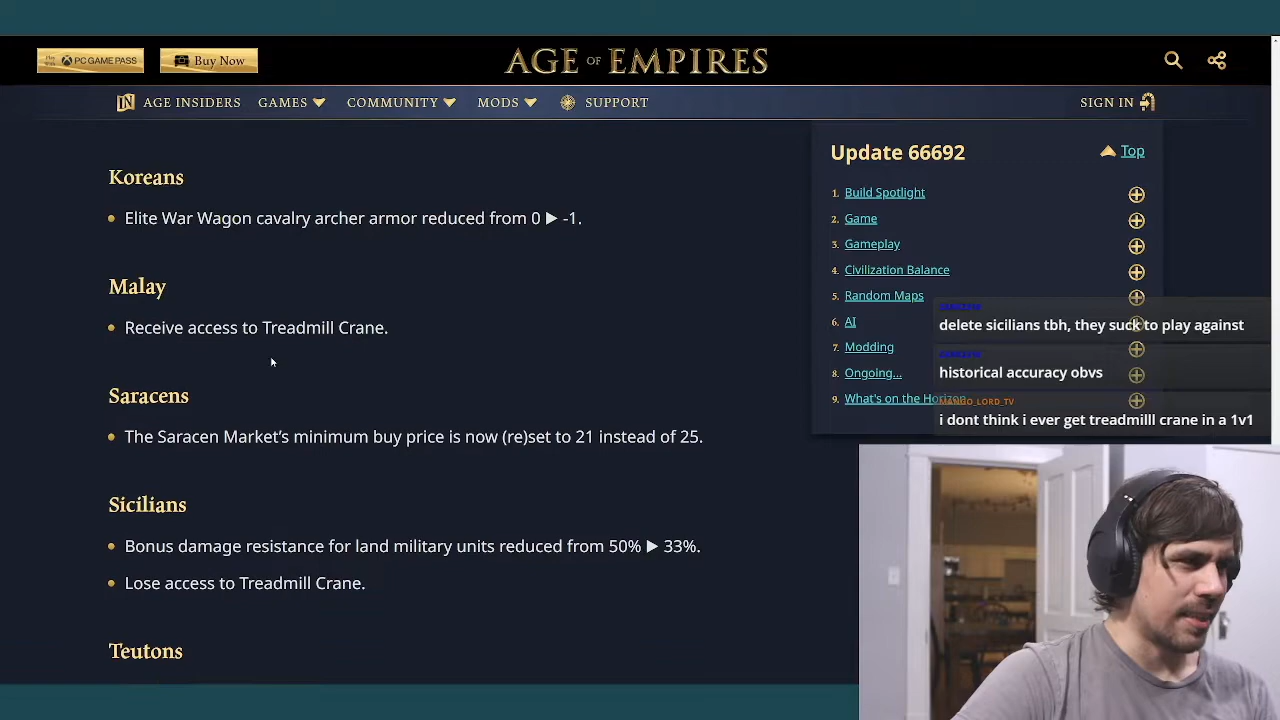 Play With PC GAME PASS
Buy Now
AGE OF EMPIRES
IN AGE INSIDERS
GAMES
COMMUNITY
MODS
SUPPORT
SIGN IN
Koreans
Elite War Wagon cavalry archer armor reduced from 0 ► -1.
Malay
Receive access to Treadmill Crane.
Saracens
The Saracen Market's minimum buy price is now (re)set to 21 instead of 25.
Sicilians
Bonus damage resistance for land military units reduced from 50% ► 33%.
Lose access to Treadmill Crane.
Teutons
Update 66692
Top
1. Build Spotlight
2. Game
3. Gameplay
4. Civilization Balance
5. Random Maps
6. AI
7. Modding
8. Ongoing...
9. What's on the Horizon
delete sicilians tbh, they suck to play against
historical accuracy obvs
MANGO_LORD_TV
i dont think i ever get treadmilll crane in a 1v1